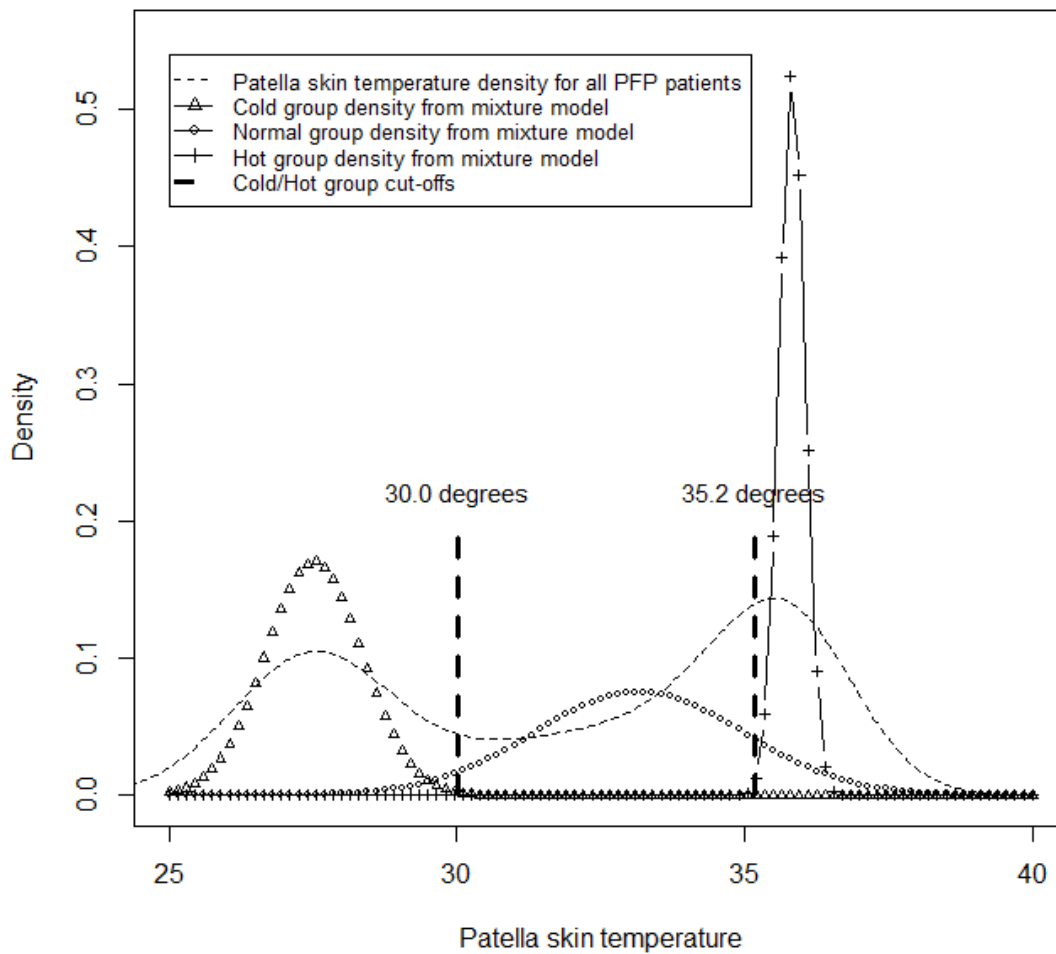 Patella skin temperature density for all PFP patients
Cold group density from mixture model
Normal group density from mixture model
Hot group density from mixture model
Cold/Hot group cut-offs
0.5
0.4
0.3
0.2
0.1
0.0
Density
30.0 degrees
35.2 degrees
25
30
35
40
Patella skin temperature